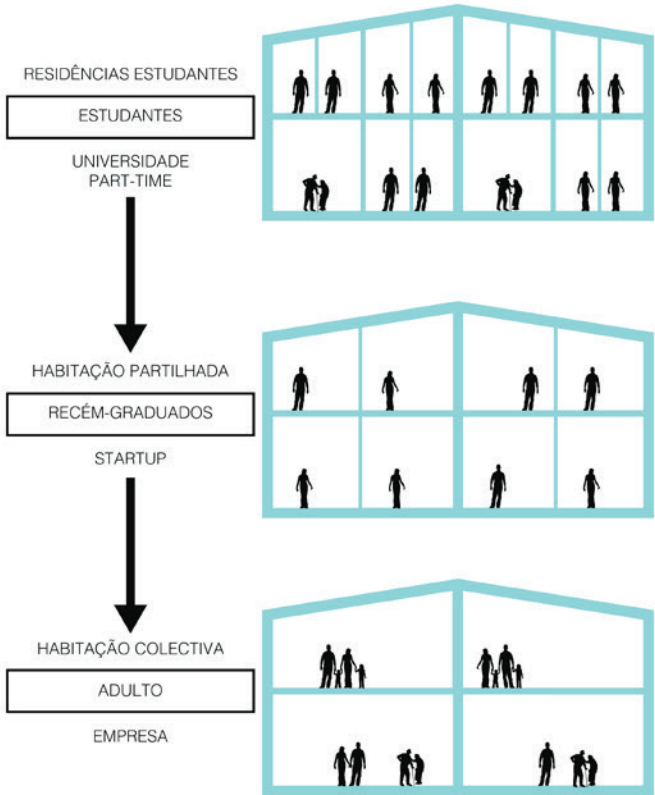 RESIDÊNCIAS ESTUDANTES
ESTUDANTES
UNIVERSIDADE
PART-TIME
HABITAÇÃO PARTILHADA
RECÉM-GRADUADOS
STARTUP
HABITAÇÃO COLECTIVA
ADULTO
EMPRESA